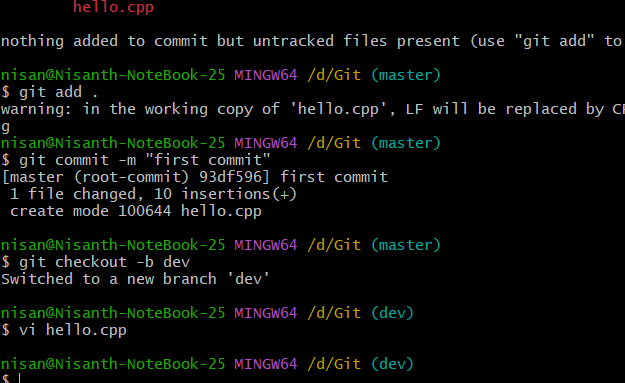 hello.cpp
nothing added to commit but untracked files present (use "git add" to
nisan@Nisanth-NoteBook-25 MINGW64 /d/Git (master)
$ git add .
warning: in the working copy of 'hello.cpp', LF will be replaced by
g
nisan@Nisanth-NoteBook-25 MINGW64 /d/Git (master)
$ git commit -m "first commit"
[master (root-commit) 93df596] first commit
 1 file changed, 10 insertions(+)
 create mode 100644 hello.cpp
nisan@Nisanth-NoteBook-25 MINGW64 /d/Git (master)
$ git checkout -b dev
Switched to a new branch 'dev'
nisan@Nisanth-NoteBook-25 MINGW64 /d/Git (dev)
$ vi hello.cpp
nisan@Nisanth-NoteBook-25 MINGW64 /d/Git (dev)
$